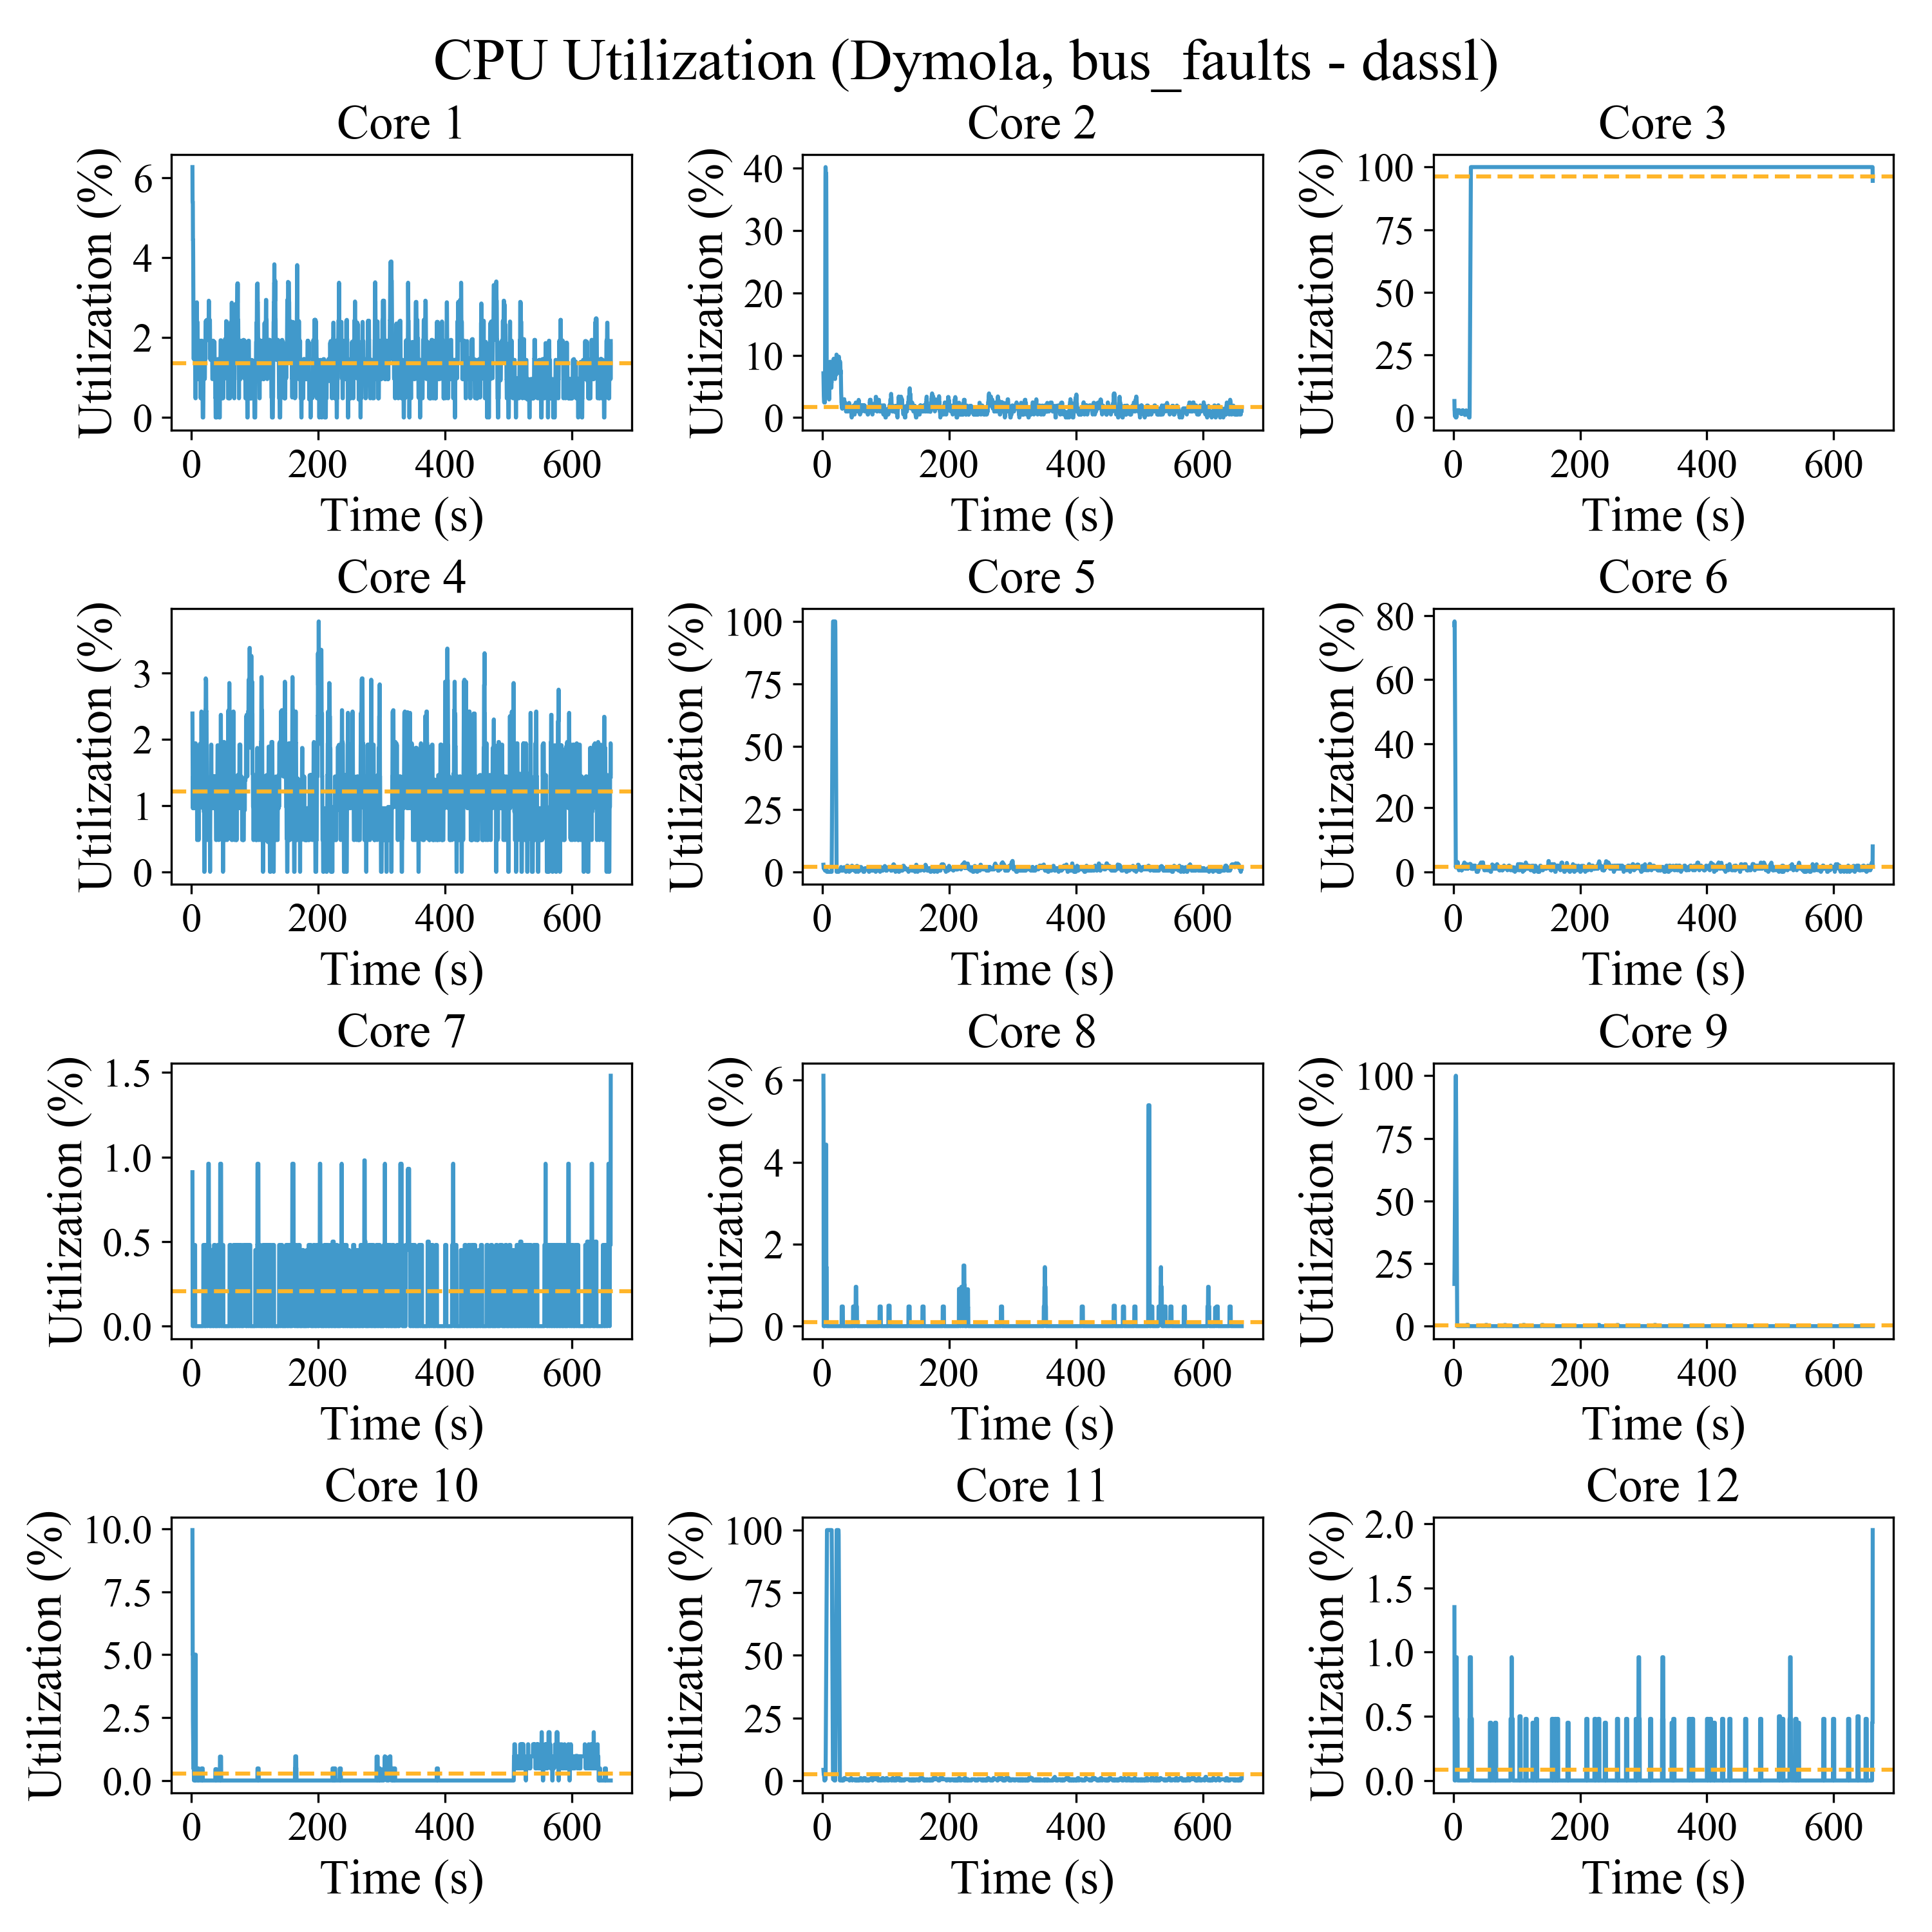 CPU Utilization (Dymola, bus_faults - dassl)
Core 1
Core 2
Core 3
Utilization (%)
6
4
2
0
0 200 400 600
Time (s)
Utilization (%)
40
30
20
10
0
0 200 400 600
Time (s)
Utilization (%)
100
75
50
25
0
0 200 400 600
Time (s)
Core 4
Core 5
Core 6
Utilization (%)
3
2
1
0
0 200 400 600
Time (s)
Utilization (%)
100
75
50
25
0
0 200 400 600
Time (s)
Utilization (%)
80
60
40
20
0
0 200 400 600
Time (s)
Core 7
Core 8
Core 9
Utilization (%)
1.5
1.0
0.5
0.0
0 200 400 600
Time (s)
Utilization (%)
6
4
2
0
0 200 400 600
Time (s)
Utilization (%)
100
75
50
25
0
0 200 400 600
Time (s)
Core 10
Core 11
Core 12
Utilization (%)
10.0
7.5
5.0
2.5
0.0
0 200 400 600
Time (s)
Utilization (%)
100
75
50
25
0
0 200 400 600
Time (s)
Utilization (%)
2.0
1.5
1.0
0.5
0.0
0 200 400 600
Time (s)